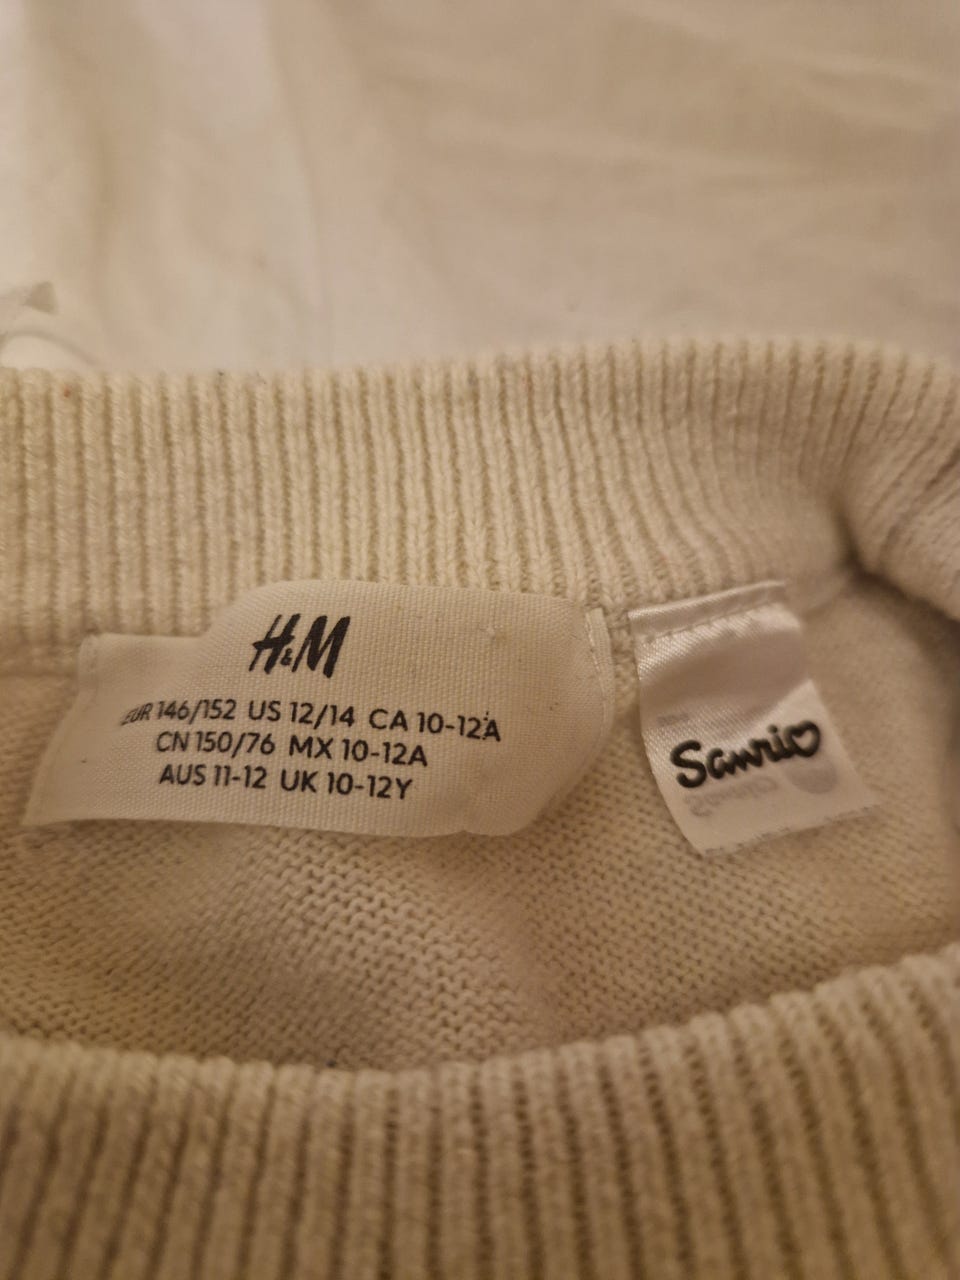 H&M
EUR 146/152 US 12/14 CA 10-12A
CN 150/76 MX 10-12A
AUS 11-12 UK 10-12Y
Sanrio